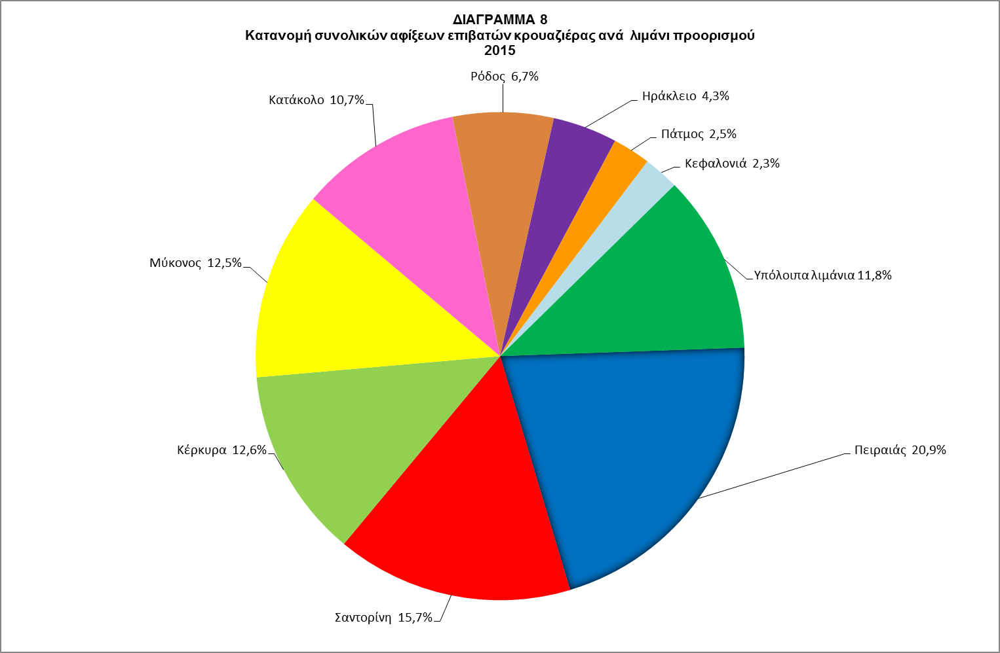 ΔΙΑΓΡΑΜΜΑ 8
Κατανομή συνολικών αφίξεων επιβατών κρουαζιέρας ανά λιμάνι προορισμού
2015
Ρόδος 6,7%
Ηράκλειο 4,3%
Κατάκολο 10,7%
Πάτμος 2,5%
Κεφαλονιά 2,3%
Μύκονος 12,5%
Υπόλοιπα λιμάνια 11,8%
Κέρκυρα 12,6%
Πειραιάς 20,9%
Σαντορίνη 15,7%